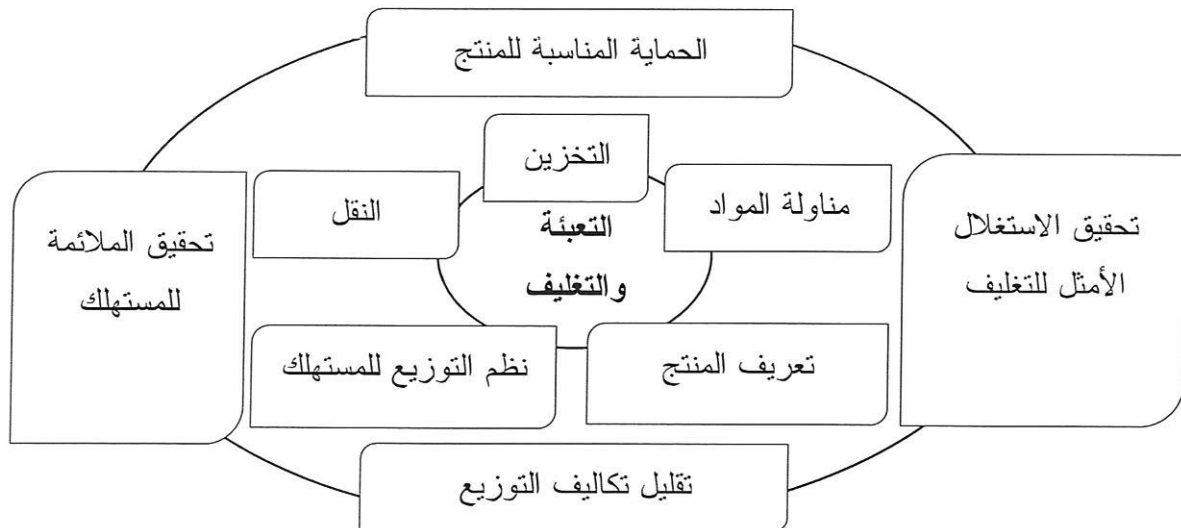 الحماية المناسبة للمنتج
التخزين
مناولة المواد
النقل
تحقيق الاستغلال
الأمثل للتغليف
التعبئة
والتغليف
تحقيق الملائمة
للمستهلك
تعريف المنتج
نظم التوزيع للمستهلك
تقليل تكاليف التوزيع